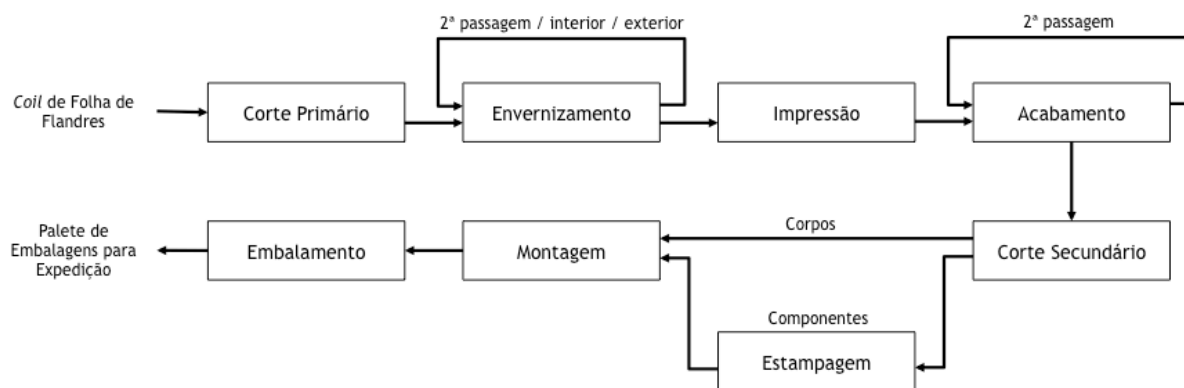 2ª passagem / interior / exterior
2ª passagem
Coil de Folha de
Flandres
Corte Primário
Envernizamento
Impressão
Acabamento
Palete de
Embalagens para
Expedição
Embalamento
Montagem
Corpos
Corte Secundário
Componentes
Estampagem